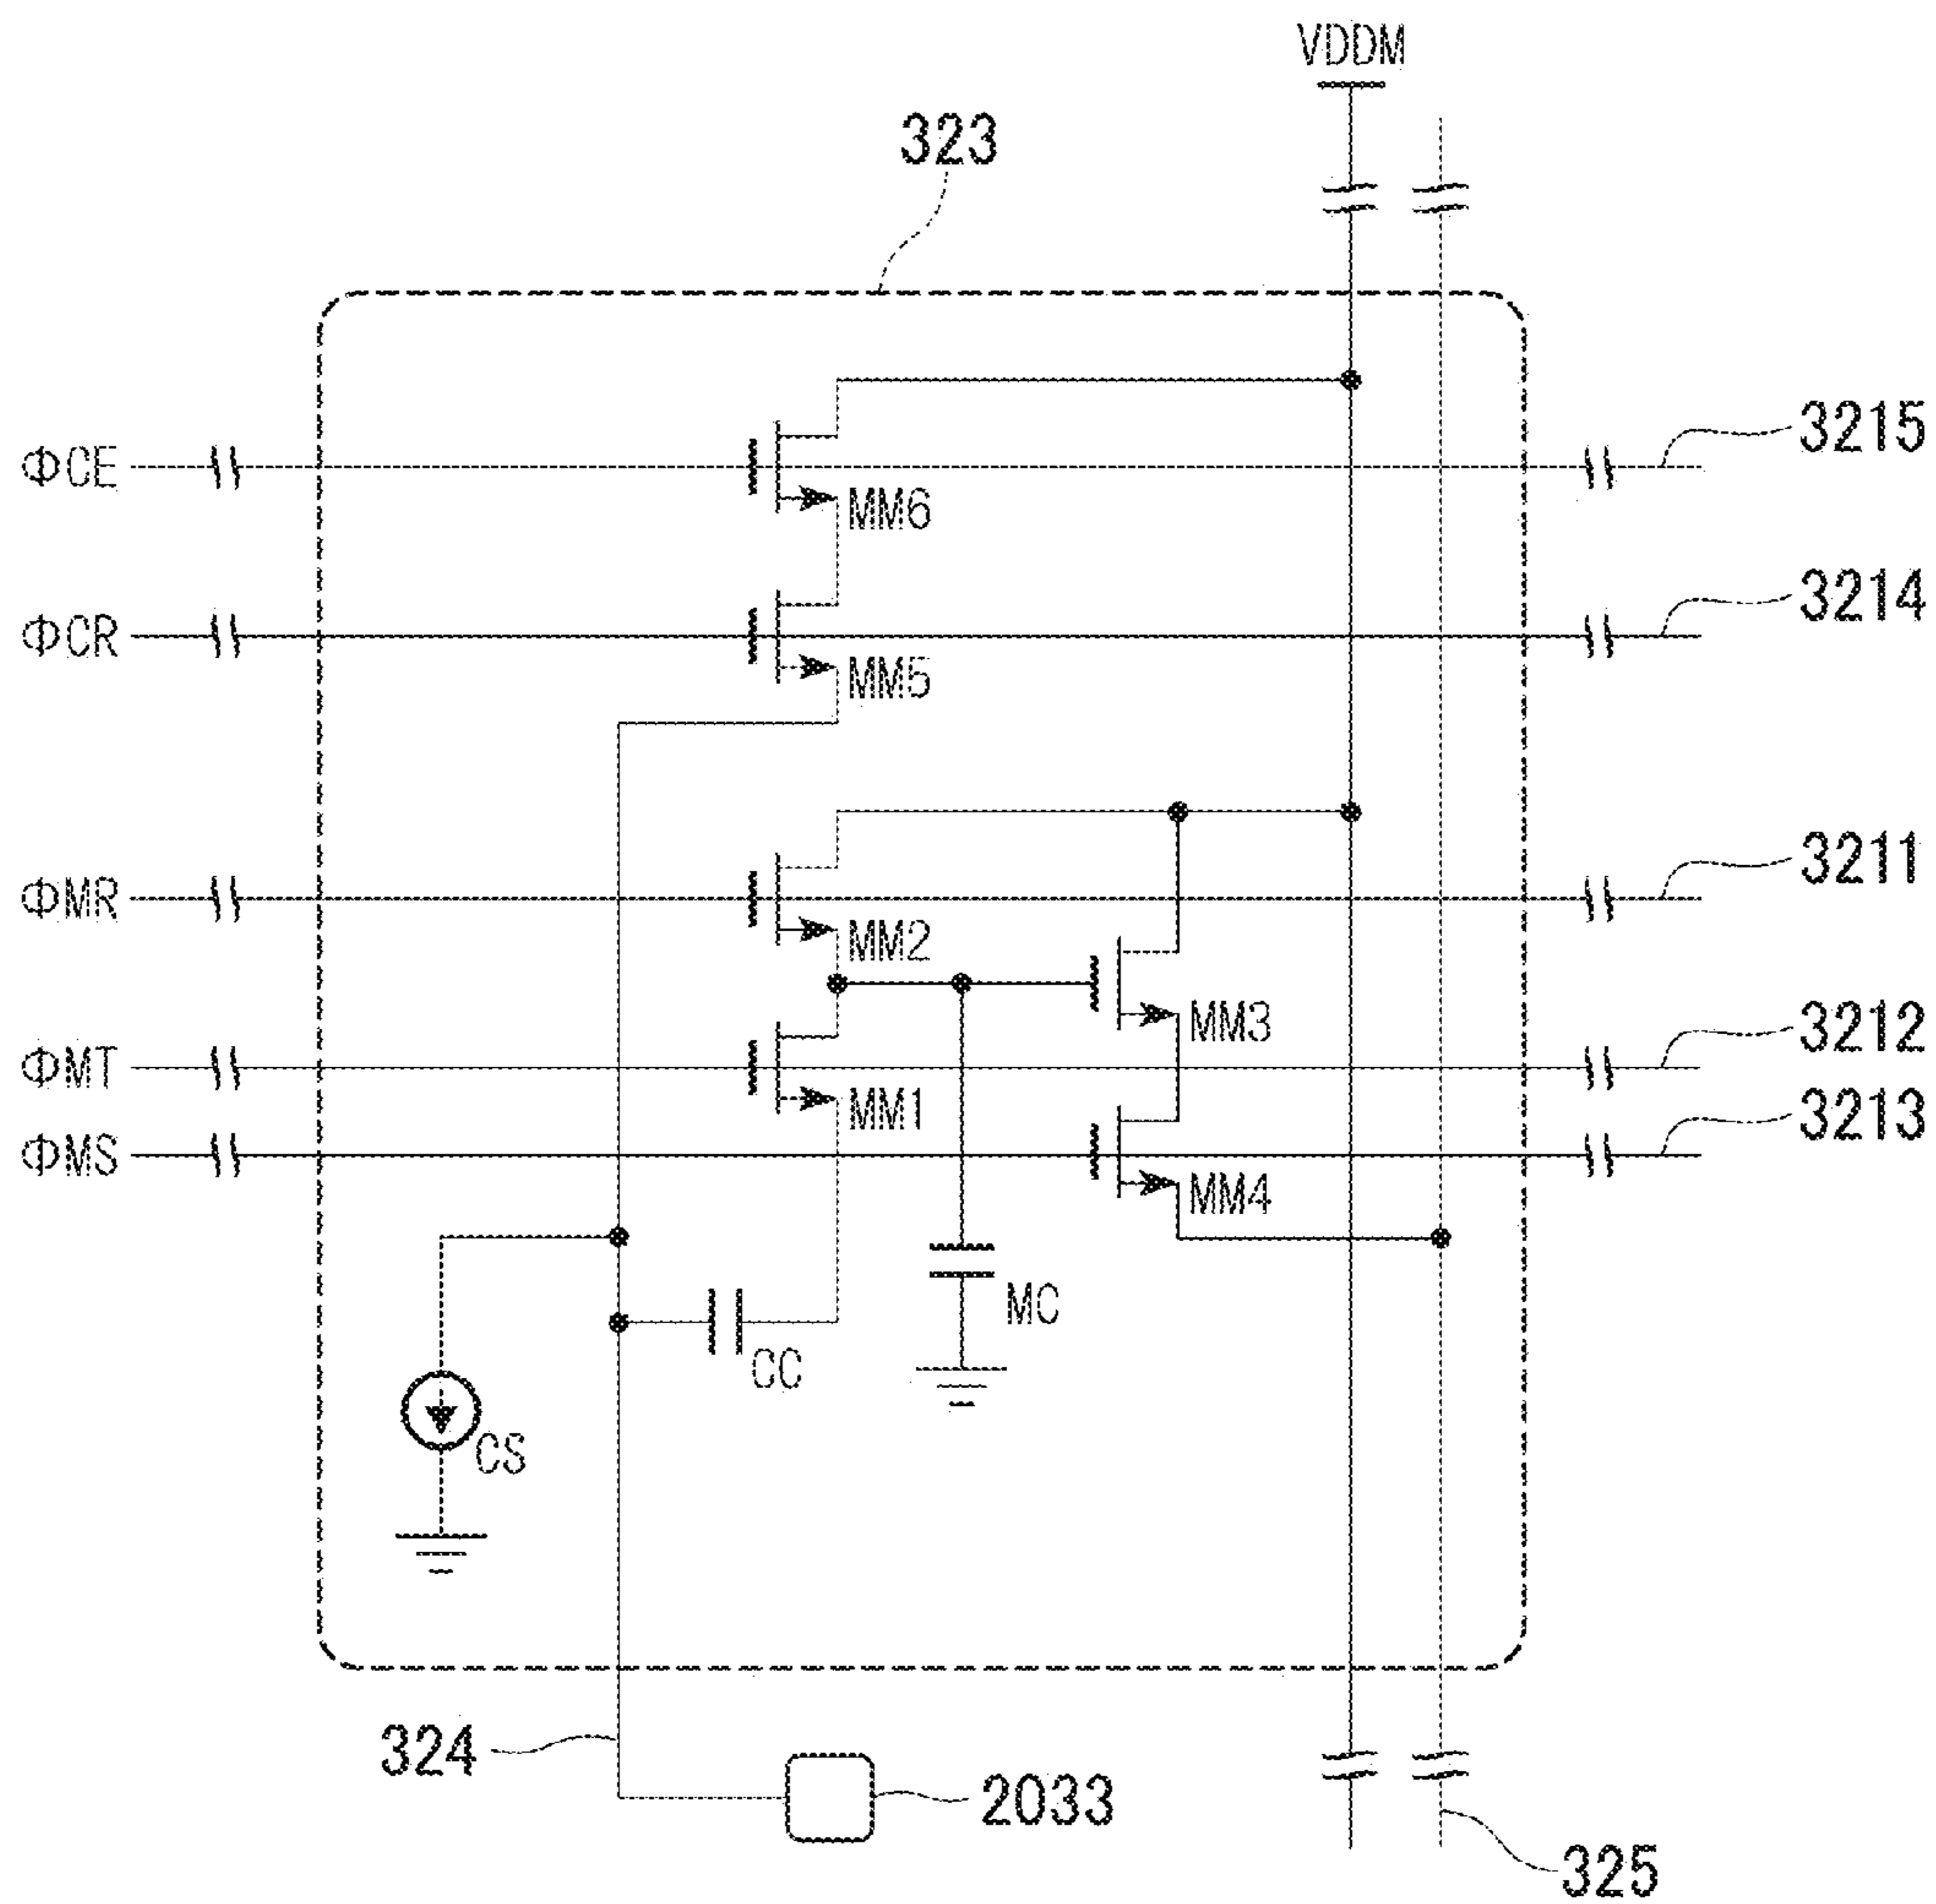 VDDM
323
ΦCE
3215
MM6
ΦCR
3214
MM5
ΦMR
3211
MM2
MM3
ΦMT
3212
MM1
ΦMS
3213
MM4
MC
CC
CS
324
2033
325